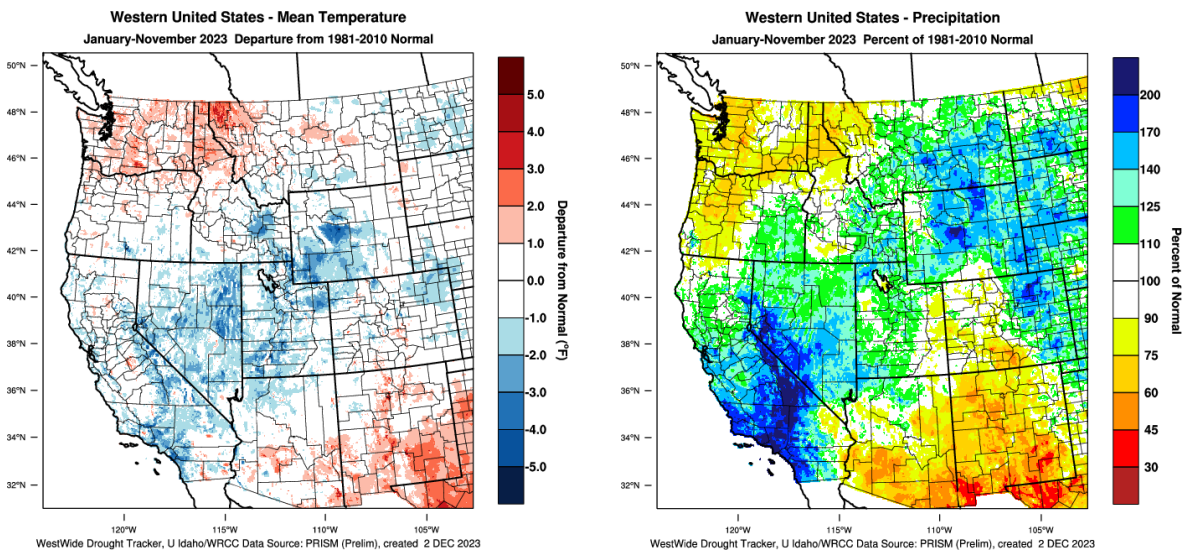 Western United States - Mean Temperature
January-November 2023 Departure from 1981-2010 Normal
50°N
48°N
46°N
44°N
42°N
40°N
38°N
36°N
34°N
32°N
120°W
115°W
110°W
105°W
5.0
4.0
3.0
2.0
1.0
0.0
-1.0
-2.0
-3.0
-4.0
-5.0
Departure from Normal (°F)
WestWide Drought Tracker, U Idaho/WRCC Data Source: PRISM (Prelim), created 2 DEC 2023
Western United States - Precipitation
January-November 2023 Percent of 1981-2010 Normal
50°N
48°N
46°N
44°N
42°N
40°N
38°N
36°N
34°N
32°N
120°W
115°W
110°W
105°W
200
170
140
125
110
100
90
75
60
45
30
Percent of Normal
WestWide Drought Tracker, U Idaho/WRCC Data Source: PRISM (Prelim), created 2 DEC 2023